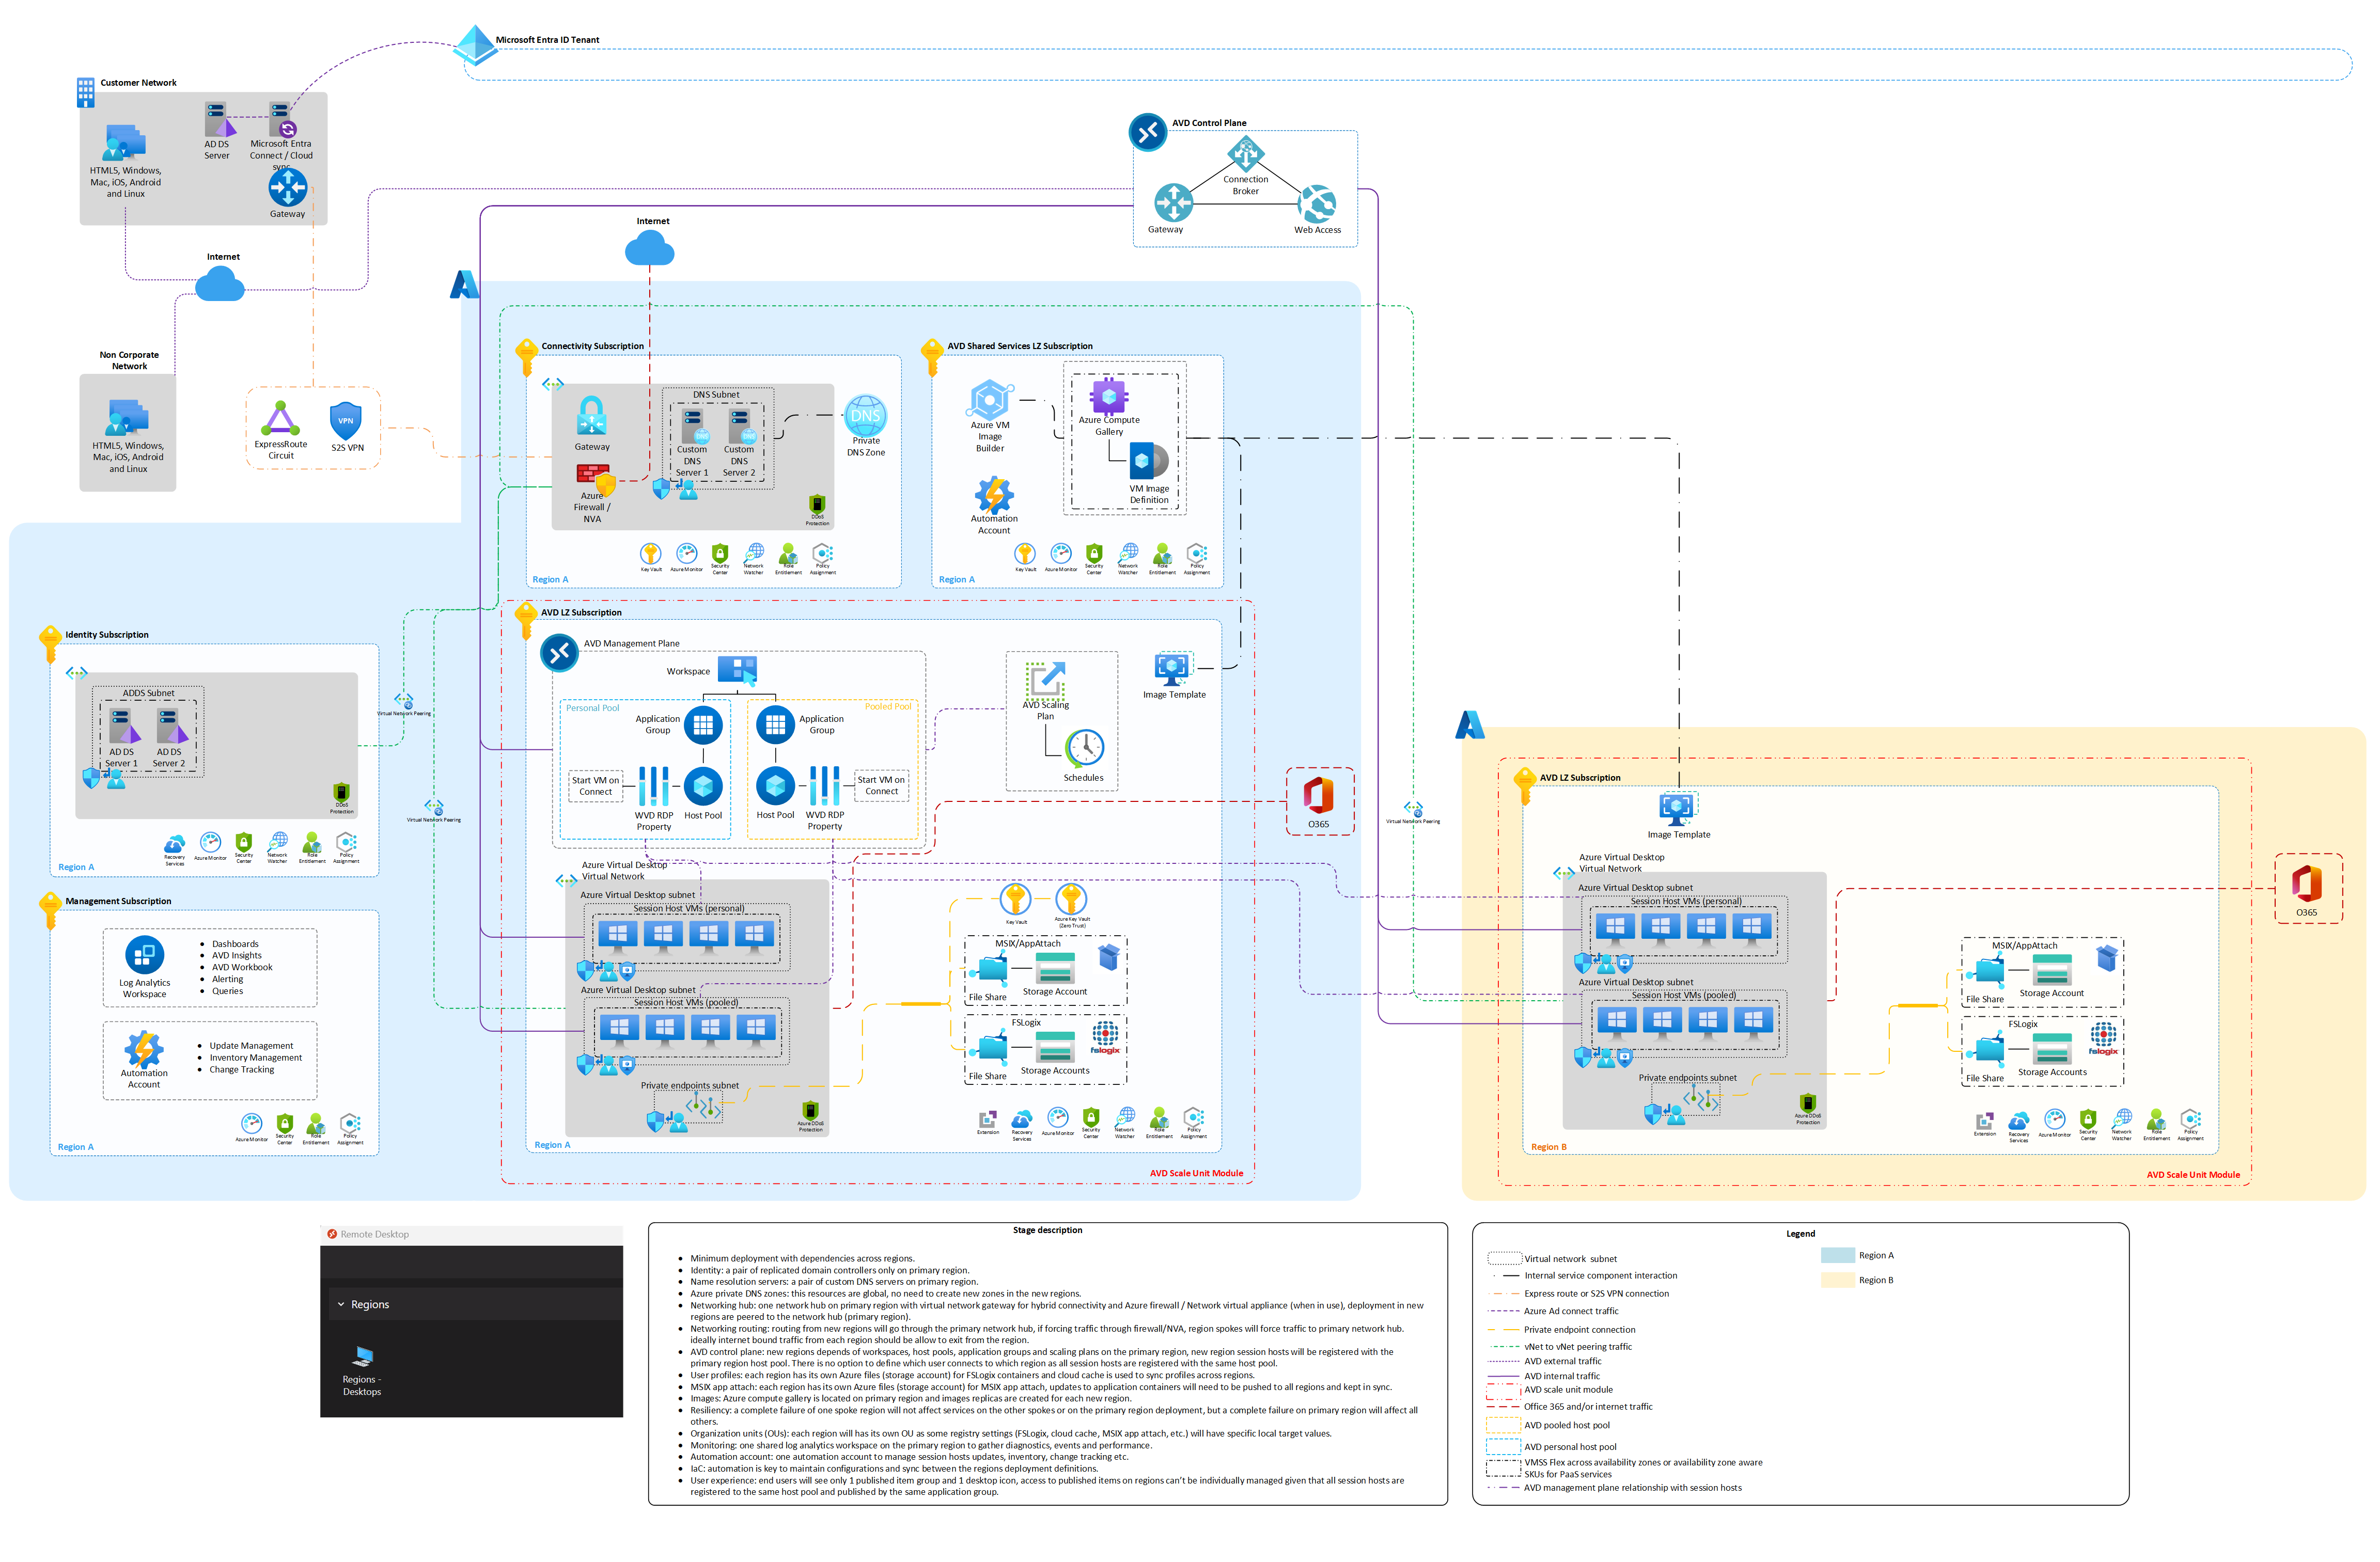 Microsoft Entra ID Tenant
Customer Network
HTML5, Windows,
Mac, iOS, Android
and Linux
AD DS
Server
Microsoft Entra
Connect / Cloud
sync
Gateway
Internet
Non Corporate
Network
HTML5, Windows,
Mac, iOS, Android
and Linux
ExpressRoute
Circuit
VPN
S2S VPN
AVD Control Plane
Connection
Broker
Gateway
Web Access
Internet
Connectivity Subscription
Gateway
Azure
Firewall /
NVA
DNS Subnet
Custom
DNS
Server 1
Custom
DNS
Server 2
DNS
Private
DNS Zone
DDoS
Protection
Key Vault
Azure Monitor
Security
Center
Network
Watcher
Role
Entitlement
Policy
Assignment
Region A
AVD Shared Services LZ Subscription
Azure VM
Image
Builder
Azure Compute
Gallery
VM Image
Definition
Automation
Account
Key Vault
Azure Monitor
Security
Center
Network
Watcher
Role
Entitlement
Policy
Assignment
Region A
Identity Subscription
ADDS Subnet
AD DS
Server 1
AD DS
Server 2
DDoS
Protection
Recovery
Services
Azure Monitor
Security
Center
Network
Watcher
Role
Entitlement
Policy
Assignment
Region A
Virtual Network Peering
Virtual Network Peering
Management Subscription
Log Analytics
Workspace
• Dashboards
• AVD Insights
• AVD Workbook
• Alerting
• Queries
Automation
Account
• Update Management
• Inventory Management
• Change Tracking
Azure Monitor
Security
Center
Role
Entitlement
Policy
Assignment
Region A
AVD LZ Subscription
AVD Management Plane
Workspace
Personal Pool
Application
Group
Start VM on
Connect
WVD RDP
Property
Host Pool
Pooled Pool
Application
Group
Host Pool
WVD RDP
Property
Start VM on
Connect
AVD Scaling
Plan
Schedules
Image Template
O365
Azure Virtual Desktop
Virtual Network
Azure Virtual Desktop subnet
Session Host VMs (personal)
Azure Virtual Desktop subnet
Session Host VMs (pooled)
Private endpoints subnet
Azure DDoS
Protection
Key Vault
Azure Key Vault
(Zero Trust)
MSIX/AppAttach
File Share
Storage Account
FSLogix
File Share
Storage Accounts
fslogix
Extension
Recovery
Services
Azure Monitor
Security
Center
Network
Watcher
Role
Entitlement
Policy
Assignment
Region A
AVD Scale Unit Module
Virtual Network Peering
AVD LZ Subscription
Image Template
Azure Virtual Desktop
Virtual Network
Azure Virtual Desktop subnet
Session Host VMs (personal)
Azure Virtual Desktop subnet
Session Host VMs (pooled)
Private endpoints subnet
Azure DDoS
Protection
O365
MSIX/AppAttach
File Share
Storage Account
FSLogix
File Share
Storage Accounts
fslogix
Extension
Recovery
Services
Azure Monitor
Security
Center
Network
Watcher
Role
Entitlement
Policy
Assignment
Region B
AVD Scale Unit Module
Remote Desktop
Regions
Regions -
Desktops
Stage description
• Minimum deployment with dependencies across regions.
• Identity: a pair of replicated domain controllers only on primary region.
• Name resolution servers: a pair of custom DNS servers on primary region.
• Azure private DNS zones: this resources are global, no need to create new zones in the new regions.
• Networking hub: one network hub on primary region with virtual network gateway for hybrid connectivity and Azure firewall / Network virtual appliance (when in use), deployment in new
regions are peered to the network hub (primary region).
• Networking routing: routing from new regions will go through the primary network hub, if forcing traffic through firewall/NVA, region spokes will force traffic to primary network hub.
ideally internet bound traffic from each region should be allow to exit from the region.
• AVD control plane: new regions depends of workspaces, host pools, application groups and scaling plans on the primary region, new region session hosts will be registered with the
primary region host pool. There is no option to define which user connects to which region as all session hosts are registered with the same host pool.
• User profiles: each region has its own Azure files (storage account) for FSLogix containers and cloud cache is used to sync profiles across regions.
• MSIX app attach: each region has its own Azure files (storage account) for MSIX app attach, updates to application containers will need to be pushed to all regions and kept in sync.
• Images: Azure compute gallery is located on primary region and images replicas are created for each new region.
• Resiliency: a complete failure of one spoke region will not affect services on the other spokes or on the primary region deployment, but a complete failure on primary region will affect all
others.
• Organization units (OUs): each region will has its own OU as some registry settings (FSLogix, cloud cache, MSIX app attach, etc.) will have specific local target values.
• Monitoring: one shared log analytics workspace on the primary region to gather diagnostics, events and performance.
• Automation account: one automation account to manage session hosts updates, inventory, change tracking etc.
• IaC: automation is key to maintain configurations and sync between the regions deployment definitions.
• User experience: end users will see only 1 published item group and 1 desktop icon, access to published items on regions can't be individually managed given that all session hosts are
registered to the same host pool and published by the same application group.
Legend
Virtual network subnet
Internal service component interaction
Express route or S2S VPN connection
Azure Ad connect traffic
Private endpoint connection
vNet to vNet peering traffic
AVD external traffic
AVD internal traffic
AVD scale unit module
Office 365 and/or internet traffic
AVD pooled host pool
AVD personal host pool
VMSS Flex across availability zones or availability zone aware
SKUs for PaaS services
AVD management plane relationship with session hosts
Region A
Region B